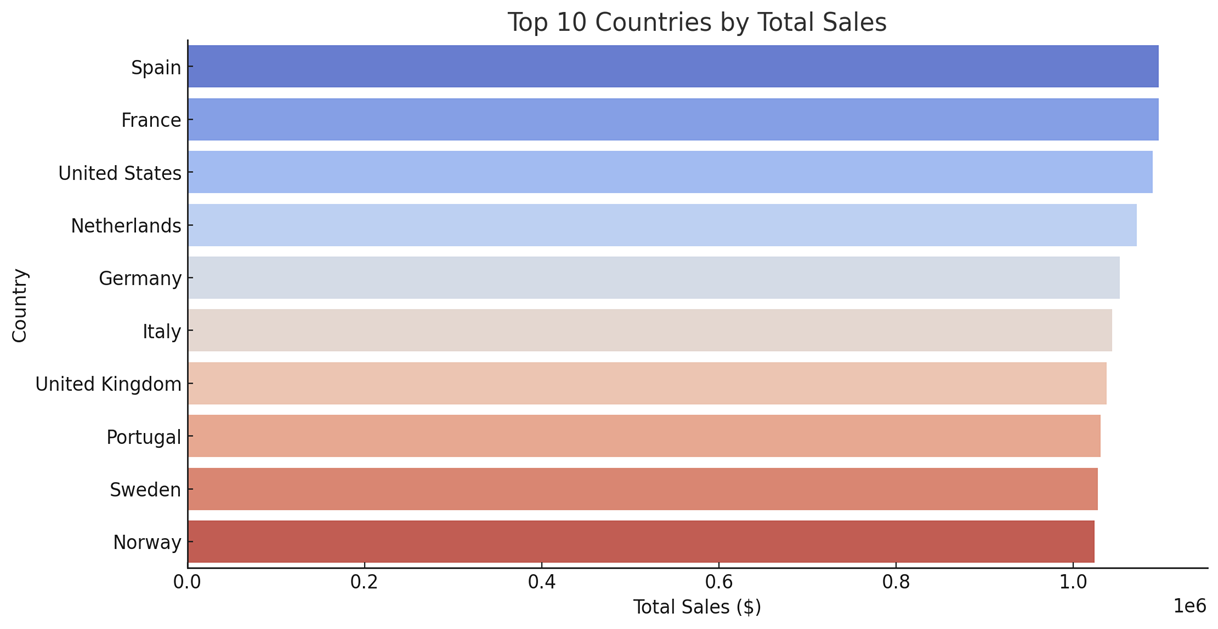 Top 10 Countries by Total Sales
Country
Spain
France
United States
Netherlands
Germany
Italy
United Kingdom
Portugal
Sweden
Norway
0.0 0.2 0.4 0.6 0.8 1.0
1e6
Total Sales ($)